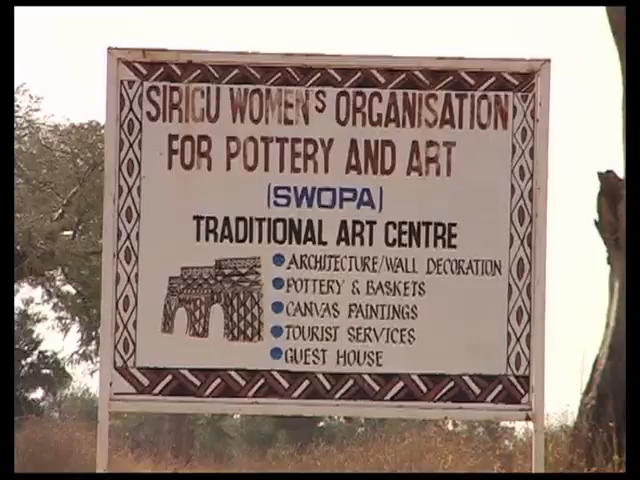 SIRIGU WOMEN'S ORGANISATION
FOR POTTERY AND ART
(SWOPA)
TRADITIONAL ART CENTRE
ARCHITECTURE/WALL DECORATION
POTTERY & BASKETS
CANVAS PAINTINGS
TOURIST SERVICES
GUEST HOUSE